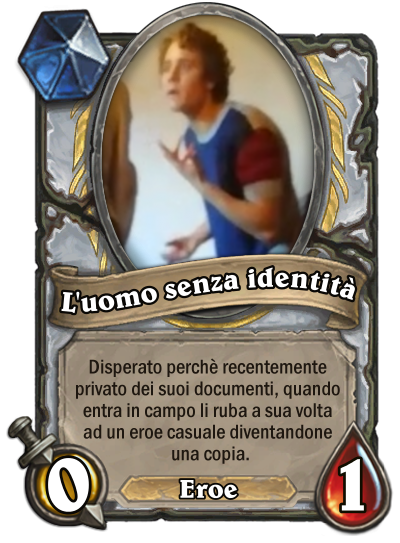 L'uomo senza identità
Disperato perchè recentemente
privato dei suoi documenti, quando
entra in campo li ruba a sua volta
ad un eroe casuale diventandone
una copia.
0
Eroe
1